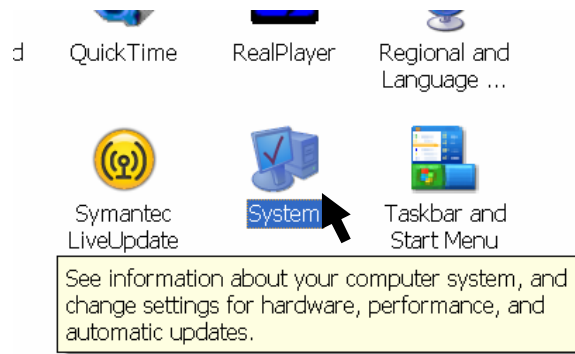 d QuickTime RealPlayer Regional and
Language ...
Symantec System Taskbar and
LiveUpdate Start Menu
See information about your computer system, and
change settings for hardware, performance, and
automatic updates.